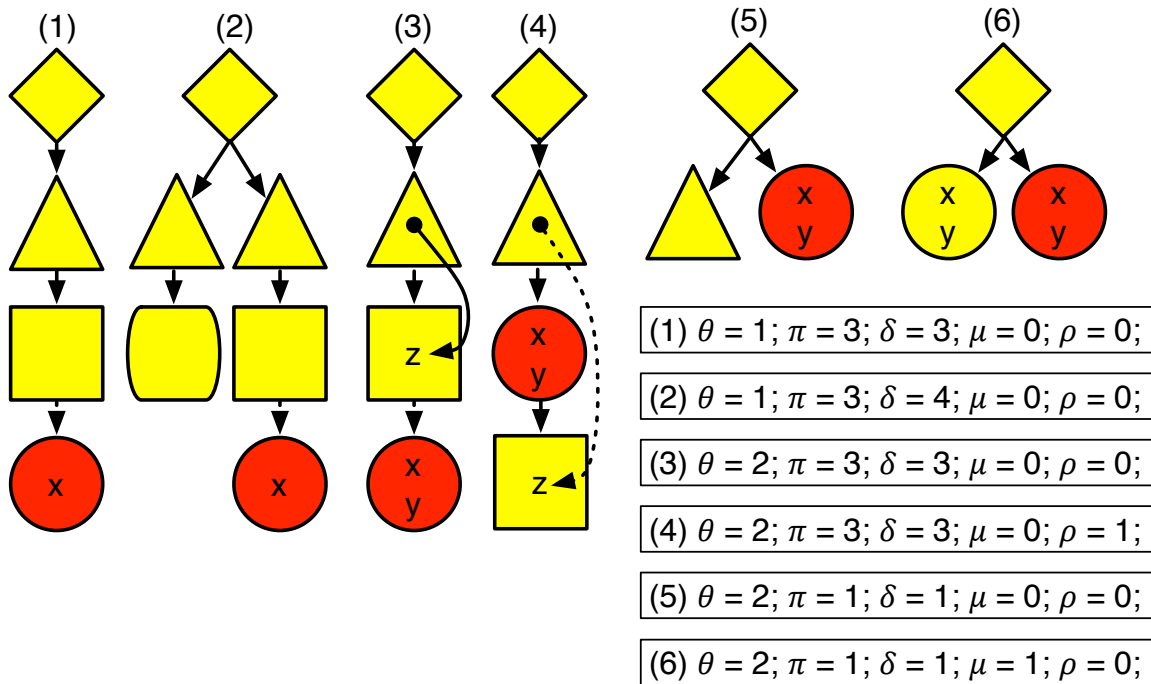 (1)
(2)
(3)
(4)
(5)
(6)
x
x
z
x
y
x
y
z
x
y
x
y
x
y
(1) θ = 1; π = 3; δ = 3; μ = 0; ρ = 0;
(2) θ = 1; π = 3; δ = 4; μ = 0; ρ = 0;
(3) θ = 2; π = 3; δ = 3; μ = 0; ρ = 0;
(4) θ = 2; π = 3; δ = 3; μ = 0; ρ = 1;
(5) θ = 2; π = 1; δ = 1; μ = 0; ρ = 0;
(6) θ = 2; π = 1; δ = 1; μ = 1; ρ = 0;